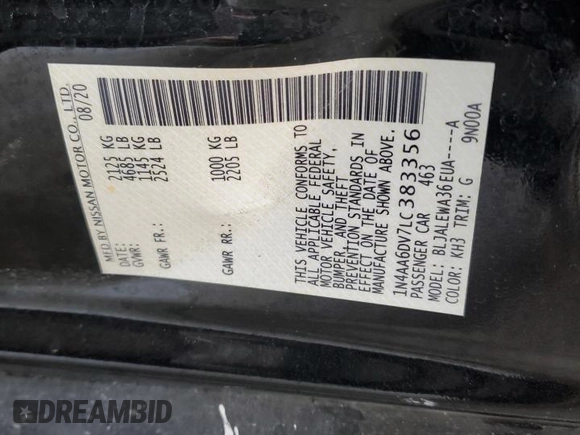 MFD BY NISSAN MOTOR CO., LTD.
08/20
GVWR: 2125 KG
4685 LB
GAWR FR.: 1145 KG
2524 LB
GAWR RR.: 1000 KG
2205 LB
THIS VEHICLE CONFORMS TO
ALL APPLICABLE FEDERAL
MOTOR VEHICLE SAFETY,
BUMPER, AND THEFT
PREVENTION STANDARDS IN
EFFECT ON THE DATE OF
MANUFACTURE SHOWN ABOVE.
1N4AA6DV7LC383356
PASSENGER CAR 463
MODEL: BLJALEWA36EUA----A
COLOR: KH3 TRIM: G 9N00A
DREAMBID